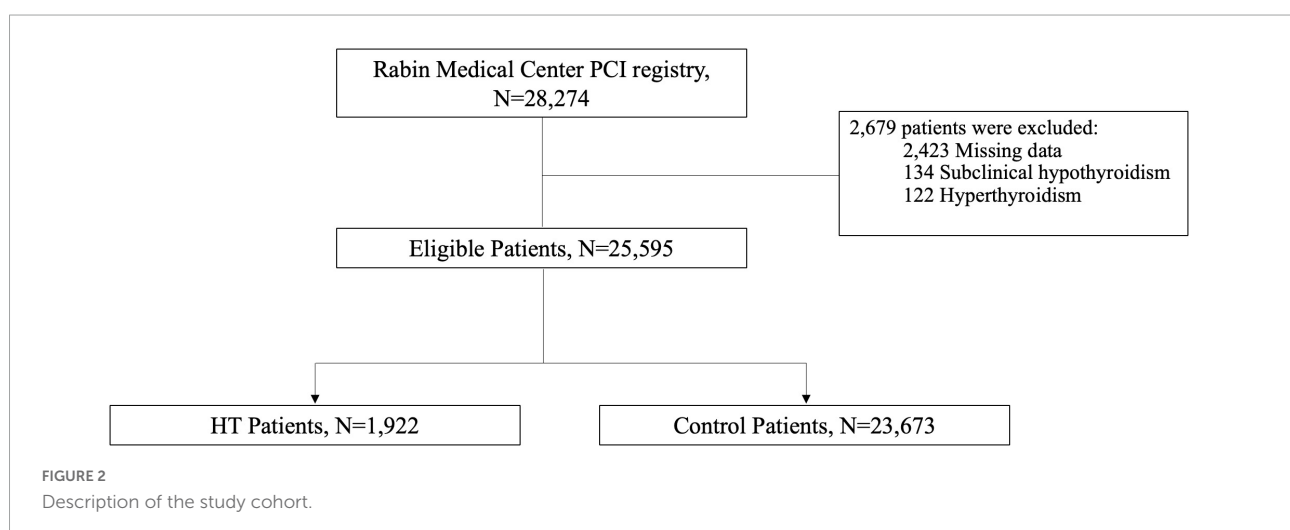 Rabin Medical Center PCI registry,
N=28,274
2,679 patients were excluded:
2,423 Missing data
134 Subclinical hypothyroidism
122 Hyperthyroidism
Eligible Patients, N=25,595
HT Patients, N=1,922
Control Patients, N=23,673
FIGURE 2
Description of the study cohort.